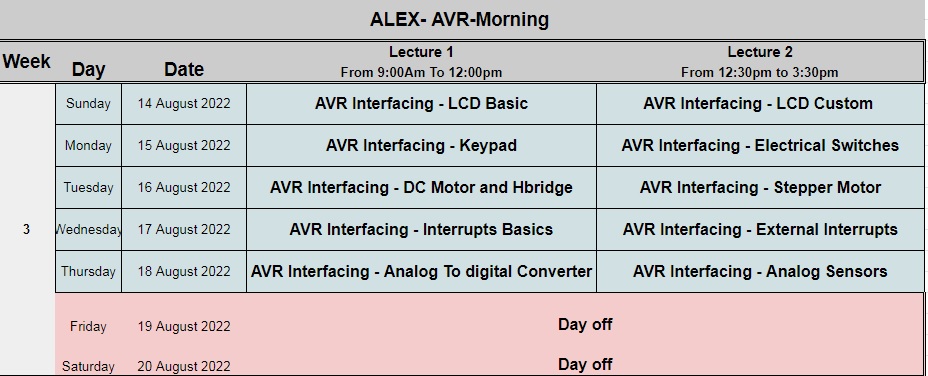 ALEX- AVR-Morning
Week Day Date Lecture 1 Lecture 2
From 9:00Am To 12:00pm From 12:30pm to 3:30pm
Sunday 14 August 2022 AVR Interfacing - LCD Basic AVR Interfacing - LCD Custom
Monday 15 August 2022 AVR Interfacing - Keypad AVR Interfacing - Electrical Switches
Tuesday 16 August 2022 AVR Interfacing - DC Motor and Hbridge AVR Interfacing - Stepper Motor
3 Wednesday 17 August 2022 AVR Interfacing - Interrupts Basics AVR Interfacing - External Interrupts
Thursday 18 August 2022 AVR Interfacing - Analog To digital Converter AVR Interfacing - Analog Sensors
Friday 19 August 2022 Day off
Saturday 20 August 2022 Day off